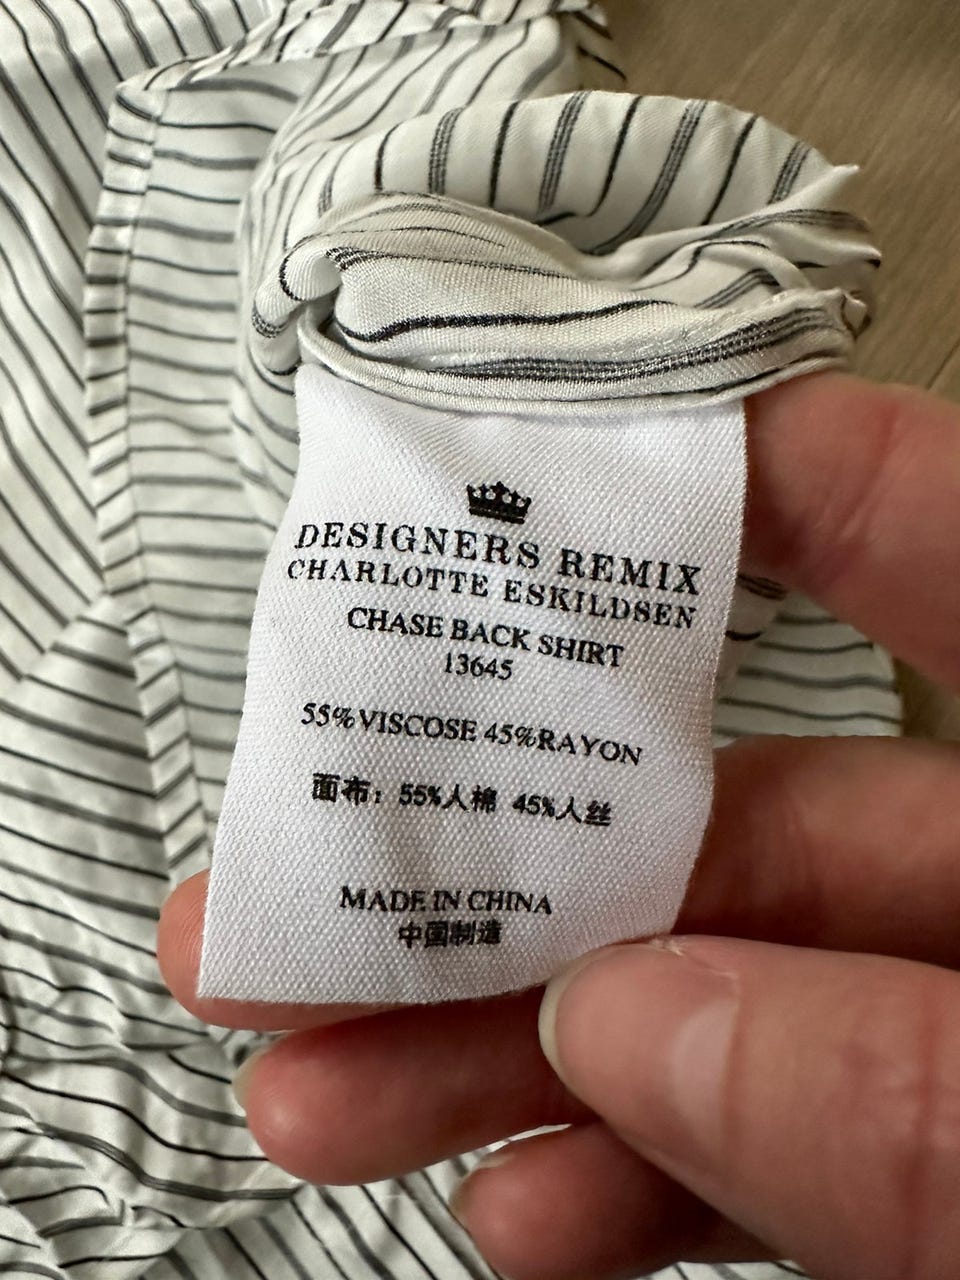 DESIGNERS REMIX
CHARLOTTE ESKILDSEN
CHASE BACK SHIRT
13645
55%VISCOSE 45%RAYON
面布：55%人棉 45%人丝
MADE IN CHINA
中国制造